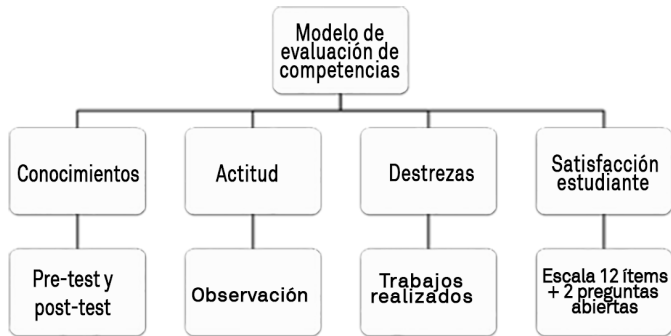 Modelo de
evaluación de
competencias
Conocimientos
Actitud
Destrezas
Satisfacción
estudiante
Pre-test y
post-test
Observación
Trabajos
realizados
Escala 12 ítems
+ 2 preguntas
abiertas